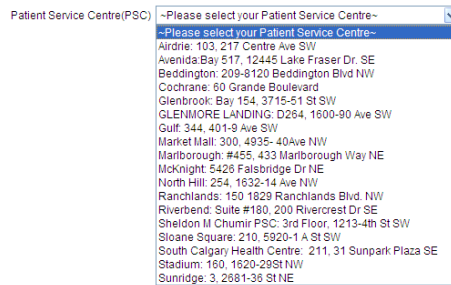 Patient Service Centre(PSC) ~Please select your Patient Service Centre~
~Please select your Patient Service Centre~
Airdrie: 103, 217 Centre Ave SW
Avenida:Bay 517, 12445 Lake Fraser Dr. SE
Beddington: 209-8120 Beddington Blvd NW
Cochrane: 60 Grande Boulevard
Glenbrook: Bay 154, 3715-51 St SW
GLENMORE LANDING: D264, 1600-90 Ave SW
Gulf: 344, 401-9 Ave SW
Market Mall: 300, 4935- 40Ave NW
Marlborough: #455, 433 Marlborough Way NE
McKnight: 5426 Falsbridge Dr NE
North Hill: 254, 1632-14 Ave NW
Ranchlands: 150 1829 Ranchlands Blvd. NW
Riverbend: Suite #180, 200 Rivercrest Dr SE
Sheldon M Chumir PSC: 3rd Floor, 1213-4th St SW
Sloane Square: 210, 5920-1 A St SW
South Calgary Health Centre:  211, 31 Sunpark Plaza SE
Stadium: 160, 1620-29St NW
Sunridge: 3, 2681-36 St NE